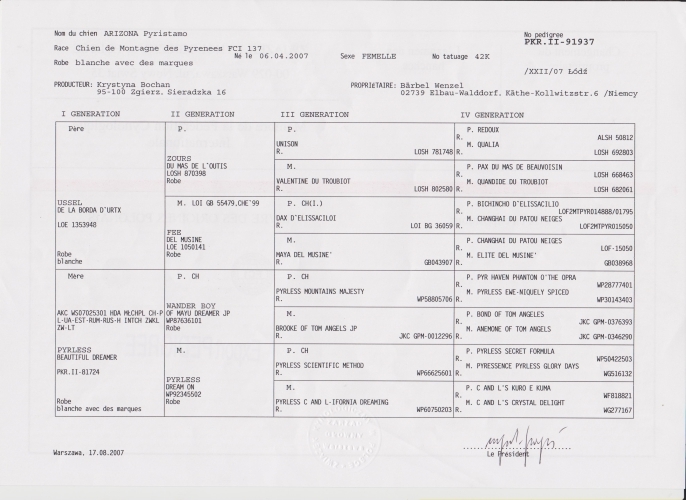 Nom du chien ARIZONA Pyristamo
No pedigree
PKR.II-91937
Race Chien de Montagne des Pyrenees FCI 137
Né le 06.04.2007 Sexe FEMELLE No tatuage 42K
Robe blanche avec des marques
/XXII/07 Łódź
PRODUCTEUR: Krystyna Bochan
95-100 Zgierz, Sieradzka 16
PROPRIÉTAIRE: Bärbel Wenzel
02739 Elbau-Walddorf, Käthe-Kollwitzstr.6 /Niemcy
I GENERATION II GENERATION III GENERATION IV GENERATION
Père
USSEL
DE LA BORDA D'URTX
LOE 1353948
Robe
blanche
Mère
AKC WS07025301 HDA MŁCHPL CH-P
L-UA-EST-RUM-RUS-H INTCH ZWKL
ZW-LT
PYRLESS
BEAUTIFUL DREAMER
PKR.II-81724
Robe
blanche avec des marques
P.
ZOURS
DU MAS DE L'OUTIS
LOSH 870398
Robe
M. LOI GB 55479,CHE'99
FEE
DEL MUSINE
LOE 1050141
Robe
P. CH
WANDER BOY
OF MAYU DREAMER JP
WP87636101
Robe
M.
PYRLESS
DREAM ON
WP92345502
Robe
P.
UNISON
R. LOSH 781748
M.
VALENTINE DU TROUBIOT
R. LOSH 802580
P. CH(I.)
DAX D'ELISSACILOI
R. LOI BG 36059
M.
MAYA DEL MUSINE'
R. GB043907
P. CH
PYRLESS MOUNTAINS MAJESTY
R. WP58805706
M.
BROOKE OF TOM ANGELS JP
R. JKC GPM-0012296
P. CH
PYRLESS SCIENTIFIC METHOD
R. WP66625601
M.
PYRLESS C AND L-IFORNIA DREAMING
R. WP60750203
P. REDOUX
R. ALSH 50812
M. QUALIA
R. LOSH 692803
P. PAX DU MAS DE BEAUVOISIN
R. LOSH 668463
M. QUANDIDE DU TROUBIOT
R. LOSH 682061
P. BICHINCHO D'ELISSACILIO
R. LOF2MTPYR014888/01795
M. CHANGHAI DU PATOU NEIGES
R. LOF2MTPYR015050
P. CHANGHAI DU PATOU NEIGES
R. LOF-15050
M. ELITE DEL MUSINE'
R. GB038968
P. PYR HAVEN PHANTON O'THE OPRA
R. WP28777401
M. PYRLESS EWE-NIQUELY SPICED
R. WP30143403
P. BOND OF TOM ANGELES
R. JKC GPM-0376393
M. ANEMONE OF TOM ANGELS
R. JKC GPM-0346290
P. PYRLESS SECRET FORMULA
R. WP50422503
M. PYRESSENCE PYRLESS GLORY DAYS
R. WG516132
P. C AND L'S KURO E KUMA
R. WF818821
M. C AND L'S CRYSTAL DELIGHT
R. WG277167
Warszawa, 17.08.2007
Le Président